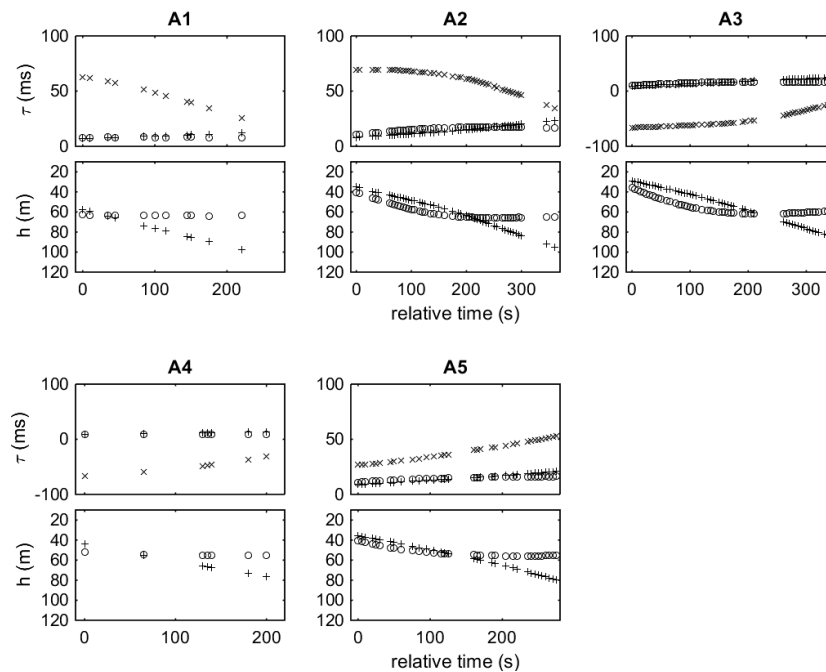 A1 A2 A3
100 100 100
τ (ms) 50 50 0
0 0 -100
20 20 20
40 40 40
h (m) 60 60 60
80 80 80
100 100 100
120 120 120
0 100 200 0 100 200 300 0 100 200 300
relative time (s) relative time (s)
A4 A5
100 100
τ (ms) 0 50
-100 0
20 20
40 40
h (m) 60 60
80 80
100 100
120 120
0 100 200 0 100 200
relative time (s)